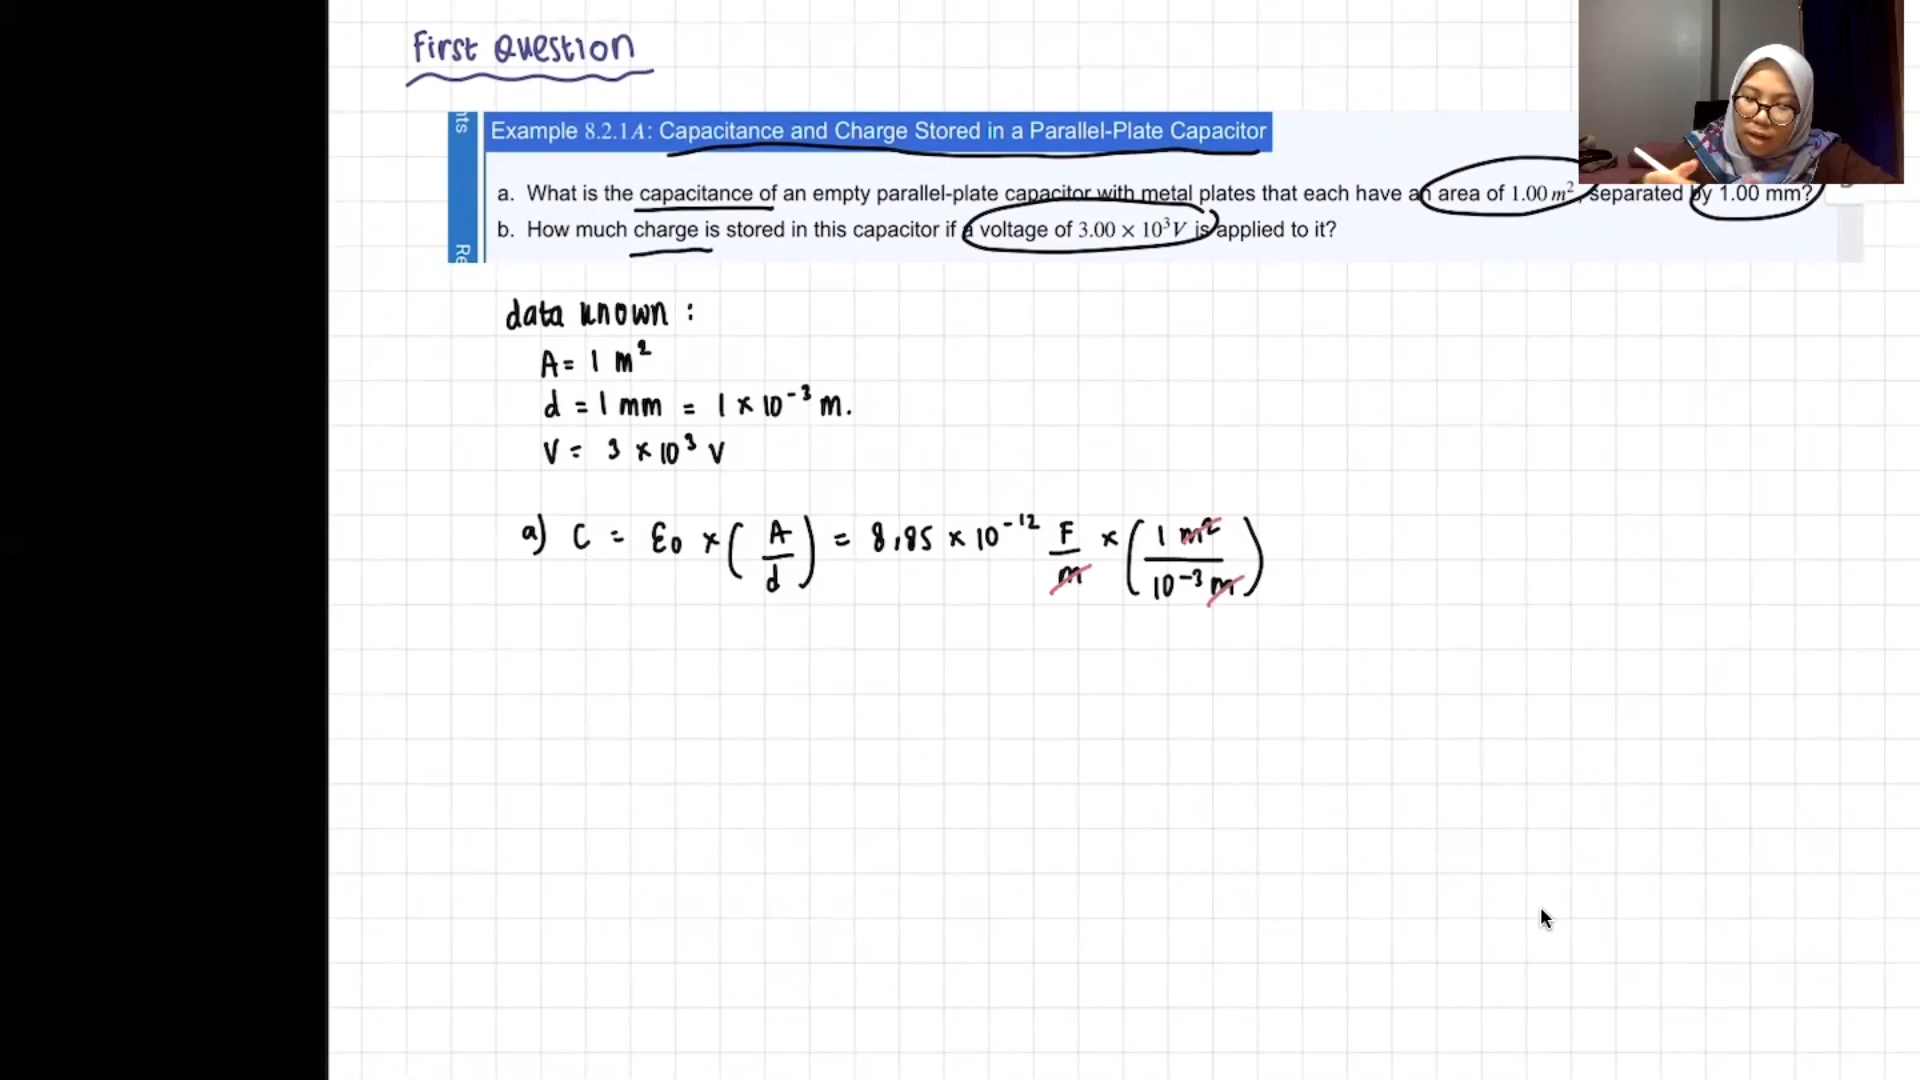 First Question
nts
Example 8.2.1A: Capacitance and Charge Stored in a Parallel-Plate Capacitor
a. What is the capacitance of an empty parallel-plate capacitor with metal plates that each have an area of 1.00 m², separated by 1.00 mm?
b. How much charge is stored in this capacitor if a voltage of 3.00 × 10³ V is applied to it?
Re
data known :
A = 1 m²
d = 1 mm = 1 × 10⁻³ m.
V = 3 × 10³ V
a) C = ε₀ × (A/d) = 8,85 × 10⁻¹² F/m × (1 m²/10⁻³ m)